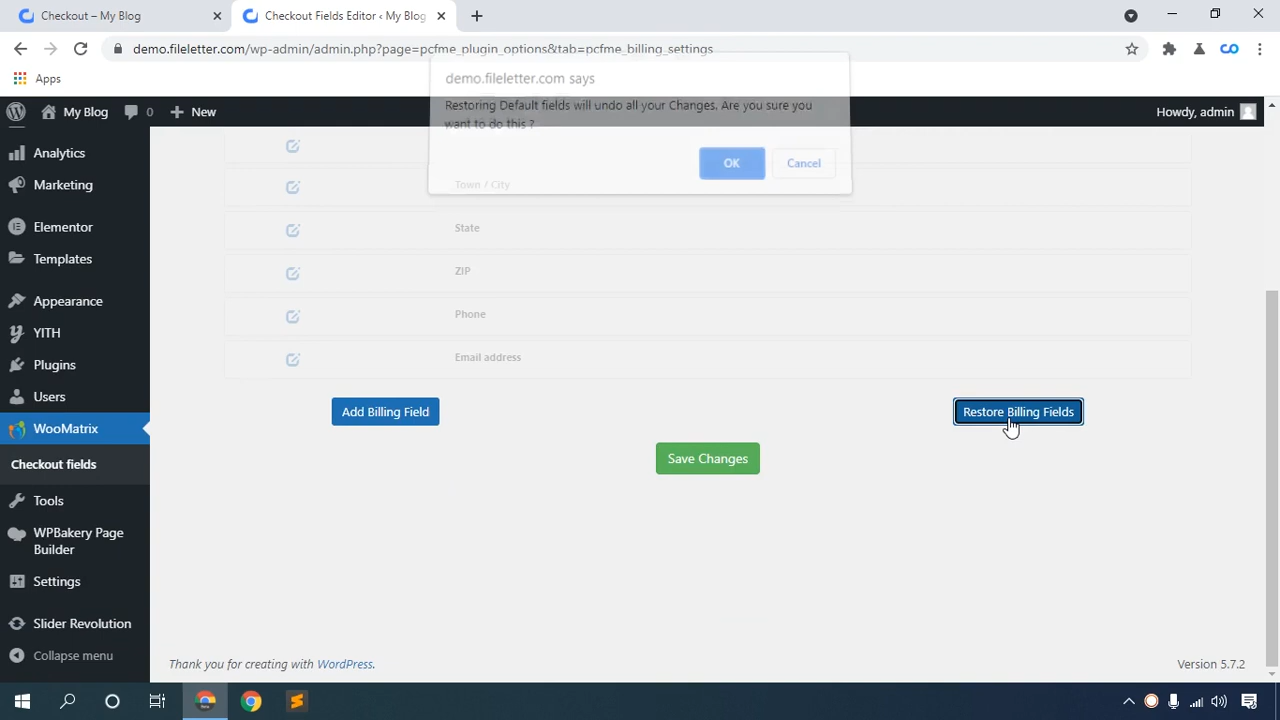 Checkout – My Blog
Checkout Fields Editor ‹ My Blog
demo.fileletter.com/wp-admin/admin.php?page=pcfme_plugin_options&tab=pcfme_billing_settings
Apps
demo.fileletter.com says
Restoring Default fields will undo all your Changes. Are you sure you
want to do this ?
OK
Cancel
My Blog
0
New
Howdy, admin
Analytics
Marketing
Elementor
Templates
Appearance
YITH
Plugins
Users
WooMatrix
Checkout fields
Tools
WPBakery Page
Builder
Settings
Slider Revolution
Collapse menu
Town / City
State
ZIP
Phone
Email address
Add Billing Field
Restore Billing Fields
Save Changes
Thank you for creating with WordPress.
Version 5.7.2